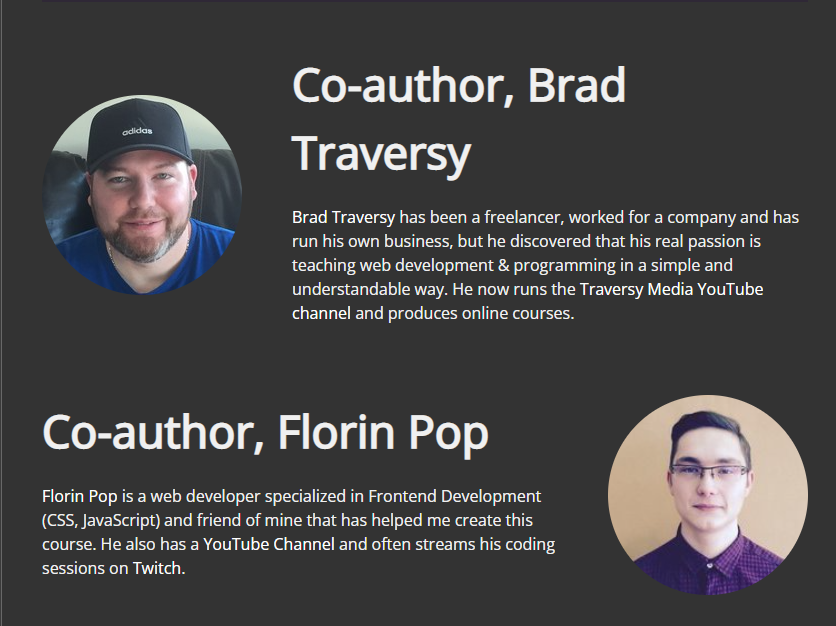 Co-author, Brad
Traversy
adidas
Brad Traversy has been a freelancer, worked for a company and has
run his own business, but he discovered that his real passion is
teaching web development & programming in a simple and
understandable way. He now runs the Traversy Media YouTube
channel and produces online courses.
Co-author, Florin Pop
Florin Pop is a web developer specialized in Frontend Development
(CSS, JavaScript) and friend of mine that has helped me create this
course. He also has a YouTube Channel and often streams his coding
sessions on Twitch.